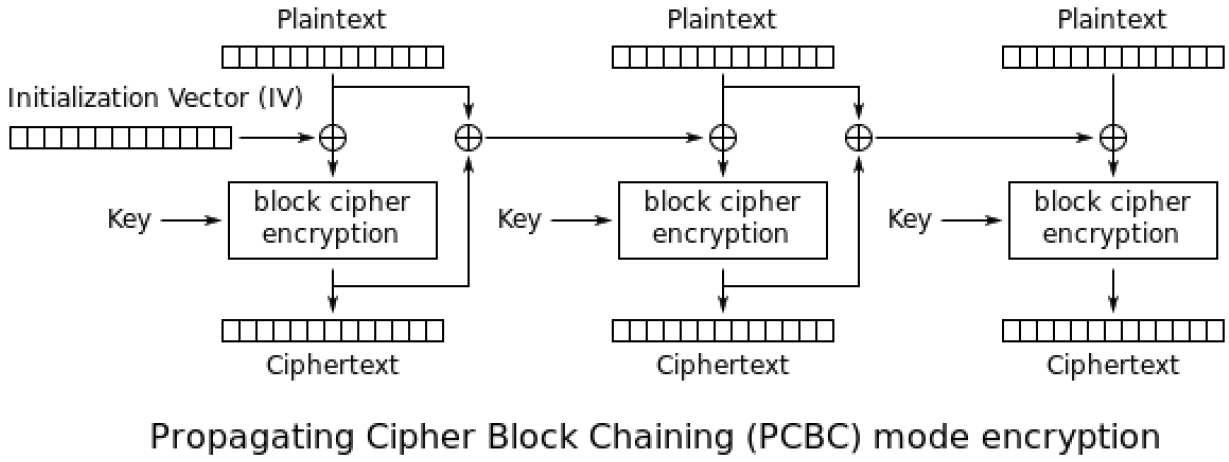 Plaintext
Plaintext
Plaintext
Initialization Vector (IV)
Key
block cipher
encryption
Key
block cipher
encryption
Key
block cipher
encryption
Ciphertext
Ciphertext
Ciphertext
Propagating Cipher Block Chaining (PCBC) mode encryption